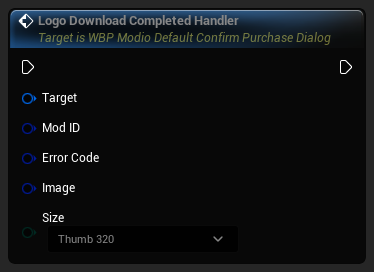 Logo Download Completed Handler
Target is WBP Modio Default Confirm Purchase Dialog
Target
Mod ID
Error Code
Image
Size
Thumb 320